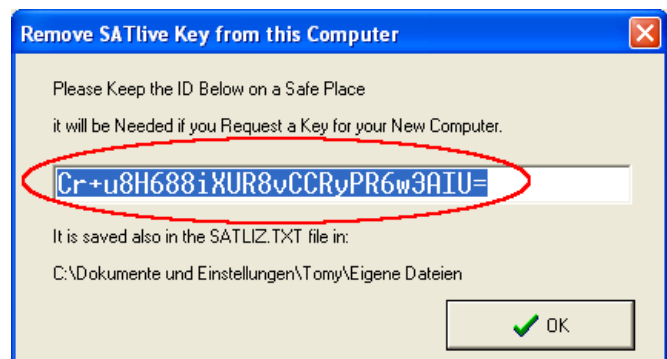 Remove SATlive Key from this Computer
Please Keep the ID Below on a Safe Place
it will be Needed if you Request a Key for your New Computer.
Cr+u8H688iXUR8vCCRyPR6w3AIU=
It is saved also in the SATLIZ.TXT file in:
C:\Dokumente und Einstellungen\Tomy\Eigene Dateien
OK